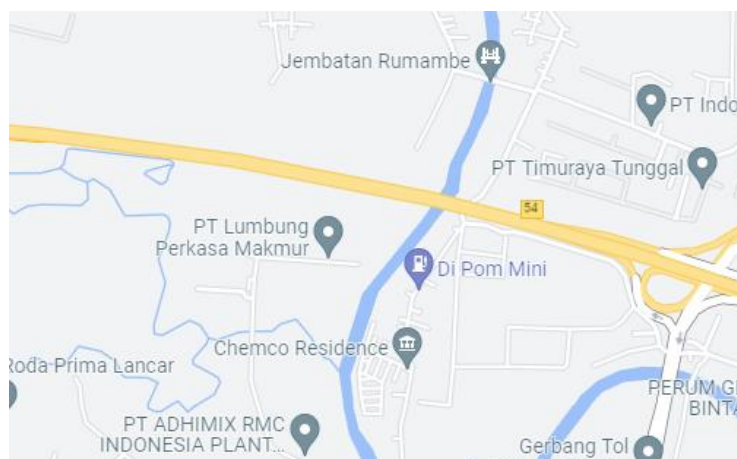 Jembatan Rumambe
PT Indo
PT Timuraya Tunggal
54
PT Lumbung
Perkasa Makmur
Di Pom Mini
Chemco Residence
Roda Prima Lancar
PERUM G
BINTA
PT ADHIMIX RMC
INDONESIA PLANT...
Gerbang Tol